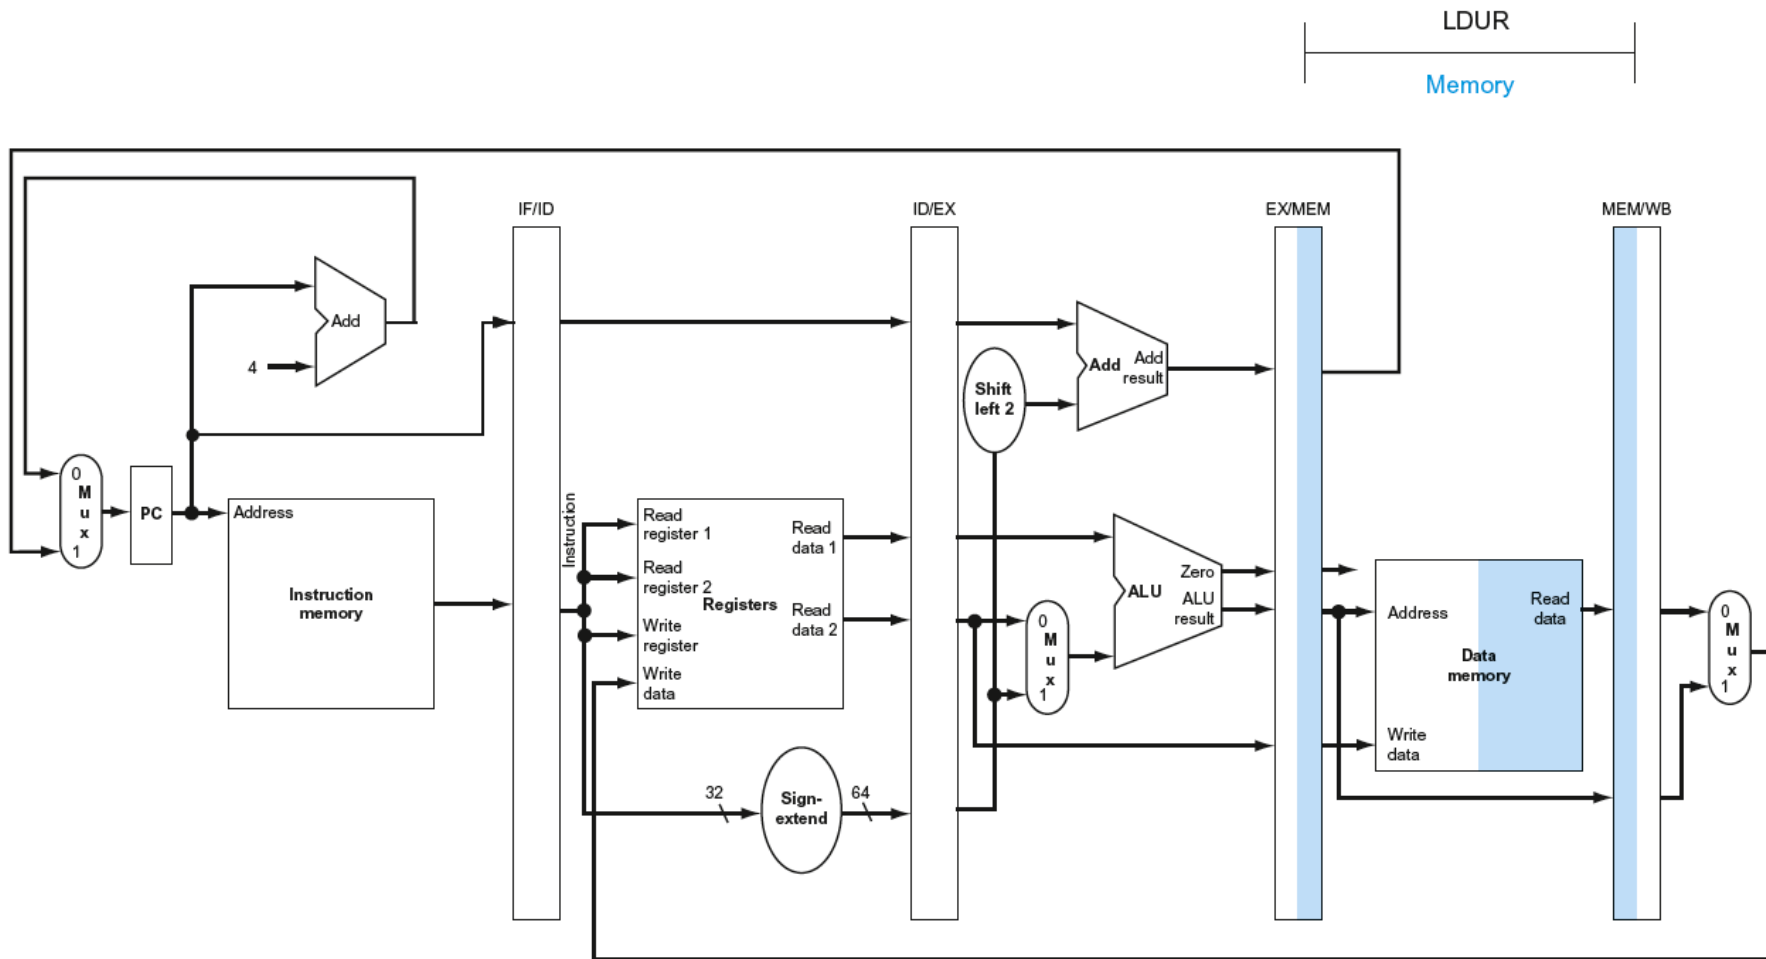 LDUR
Memory
IF/ID
ID/EX
EX/MEM
MEM/WB
Add
4
Add
Add
result
Shift
left 2
0
M
u
x
1
PC
Address
Instruction
memory
Instruction
Read
register 1
Read
register 2
Registers
Write
register
Write
data
Read
data 1
Read
data 2
0
M
u
x
1
Zero
ALU
ALU
result
Address
Read
data
Data
memory
Write
data
0
M
u
x
1
32
Sign-
extend
64